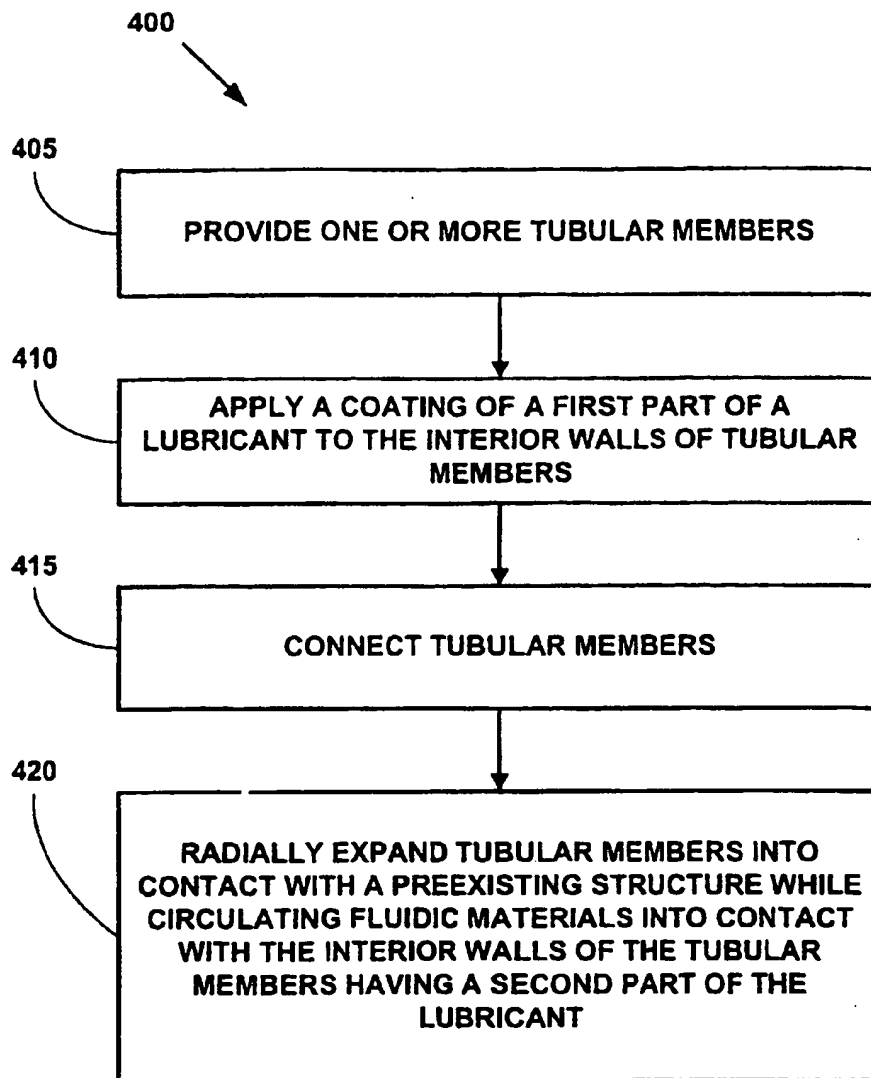 400
405
PROVIDE ONE OR MORE TUBULAR MEMBERS
410
APPLY A COATING OF A FIRST PART OF A
LUBRICANT TO THE INTERIOR WALLS OF TUBULAR
MEMBERS
415
CONNECT TUBULAR MEMBERS
420
RADIALLY EXPAND TUBULAR MEMBERS INTO
CONTACT WITH A PREEXISTING STRUCTURE WHILE
CIRCULATING FLUIDIC MATERIALS INTO CONTACT
WITH THE INTERIOR WALLS OF THE TUBULAR
MEMBERS HAVING A SECOND PART OF THE
LUBRICANT